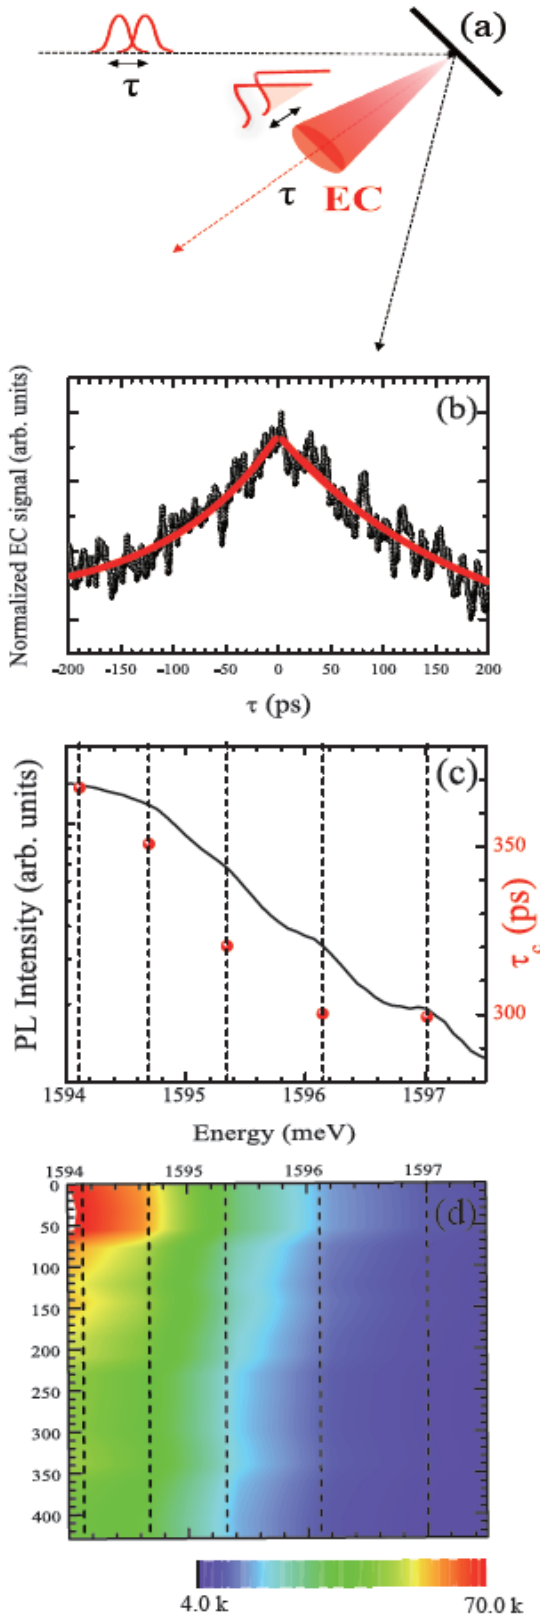 (a)
τ
τ
EC
Normalized EC signal (arb. units)
(b)
-200 -150 -100 -50 0 50 100 150 200
τ (ps)
PL Intensity (arb. units)
(c)
350
300
τc (ps)
1594 1595 1596 1597
Energy (meV)
1594 1595 1596 1597
(d)
0
50
100
150
200
250
300
350
400
4.0 k 70.0 k